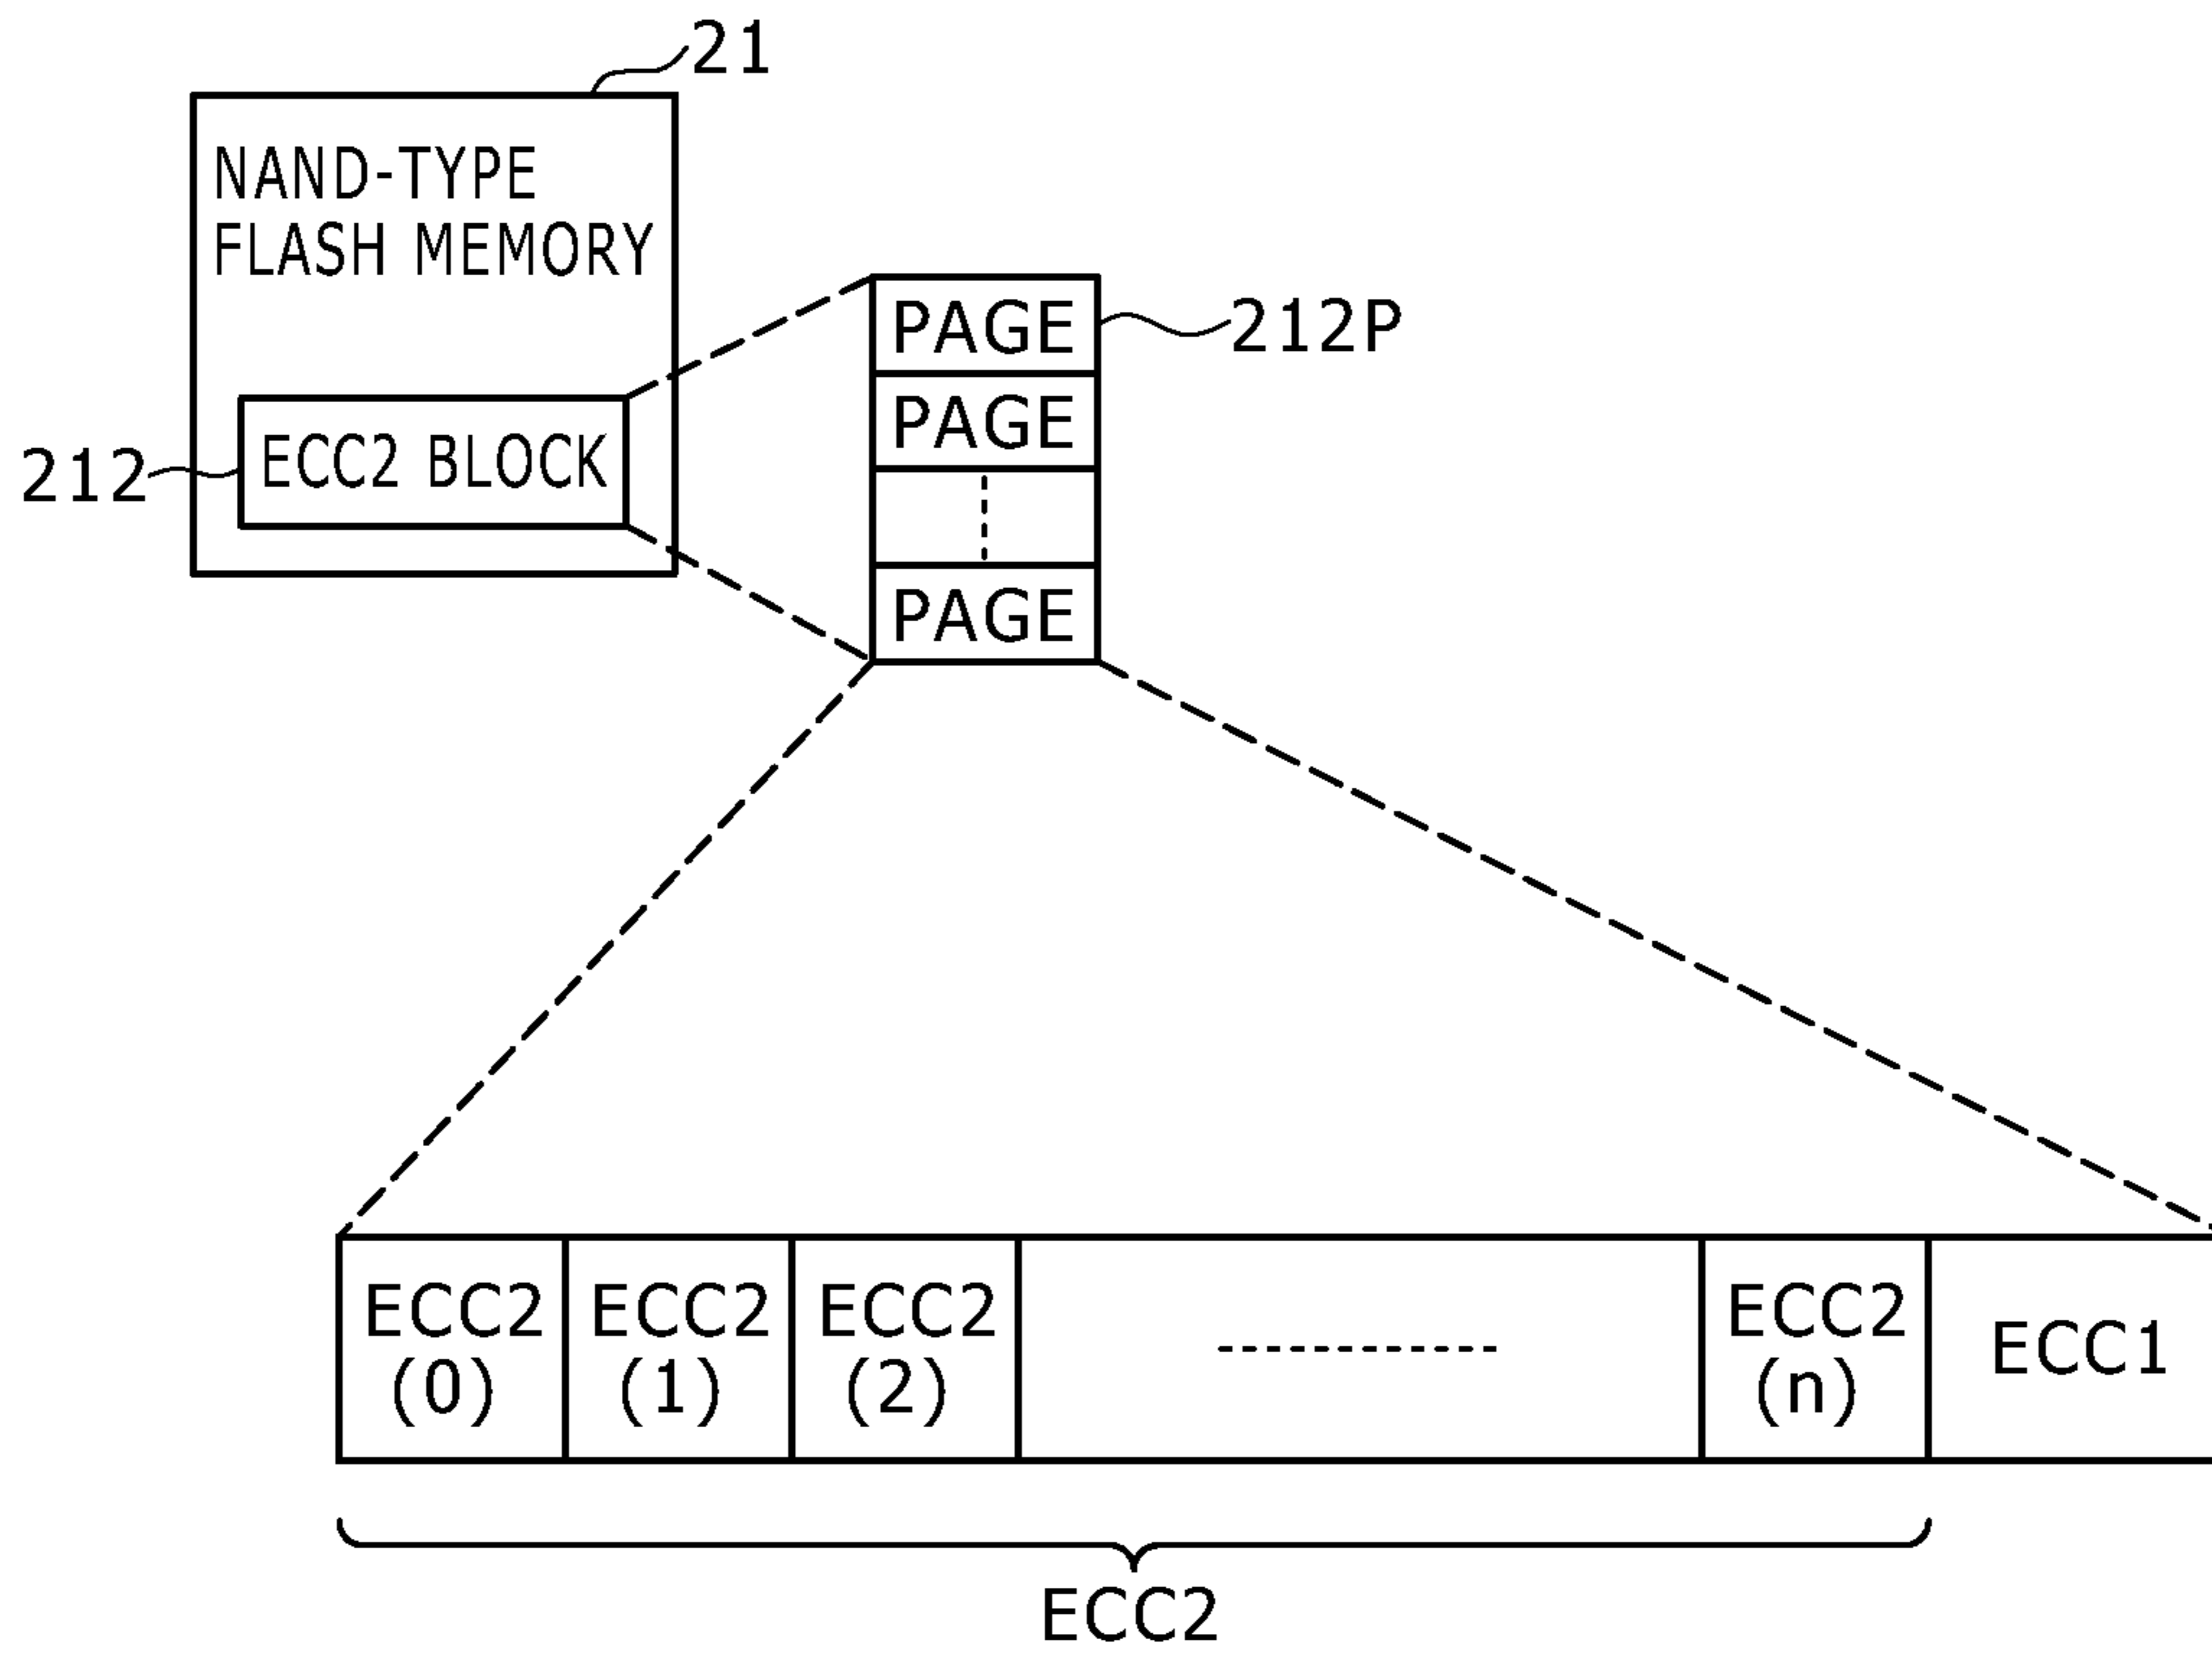 21
NAND-TYPE
FLASH MEMORY
PAGE
212P
PAGE
212
ECC2 BLOCK
PAGE
ECC2
(0)
ECC2
(1)
ECC2
(2)
ECC2
(n)
ECC1
ECC2